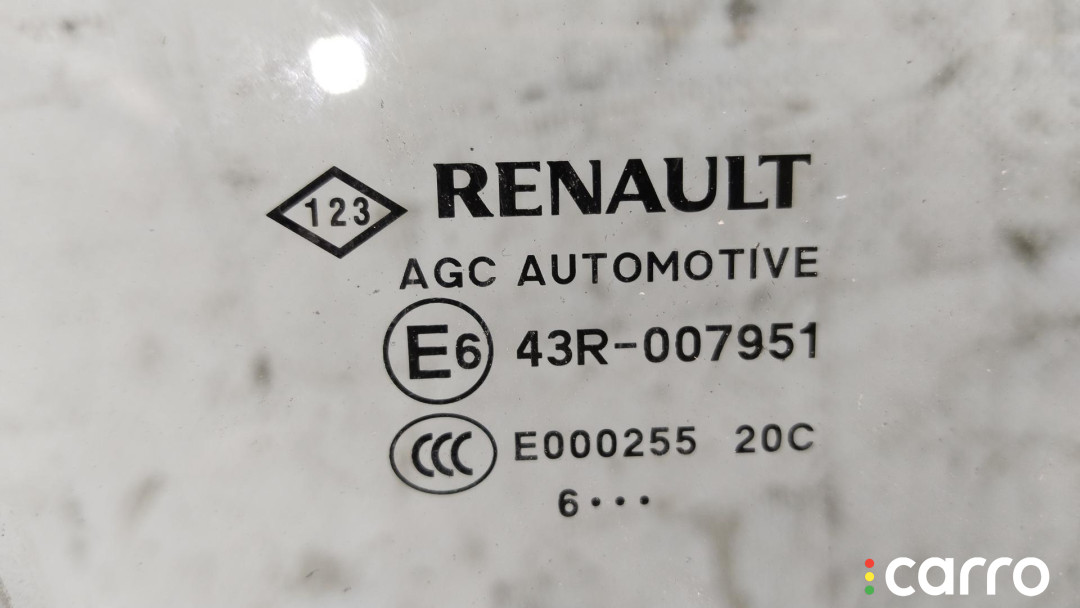 123 RENAULT
AGC AUTOMOTIVE
E6 43R-007951
CCC E000255 20C
6•••
carro